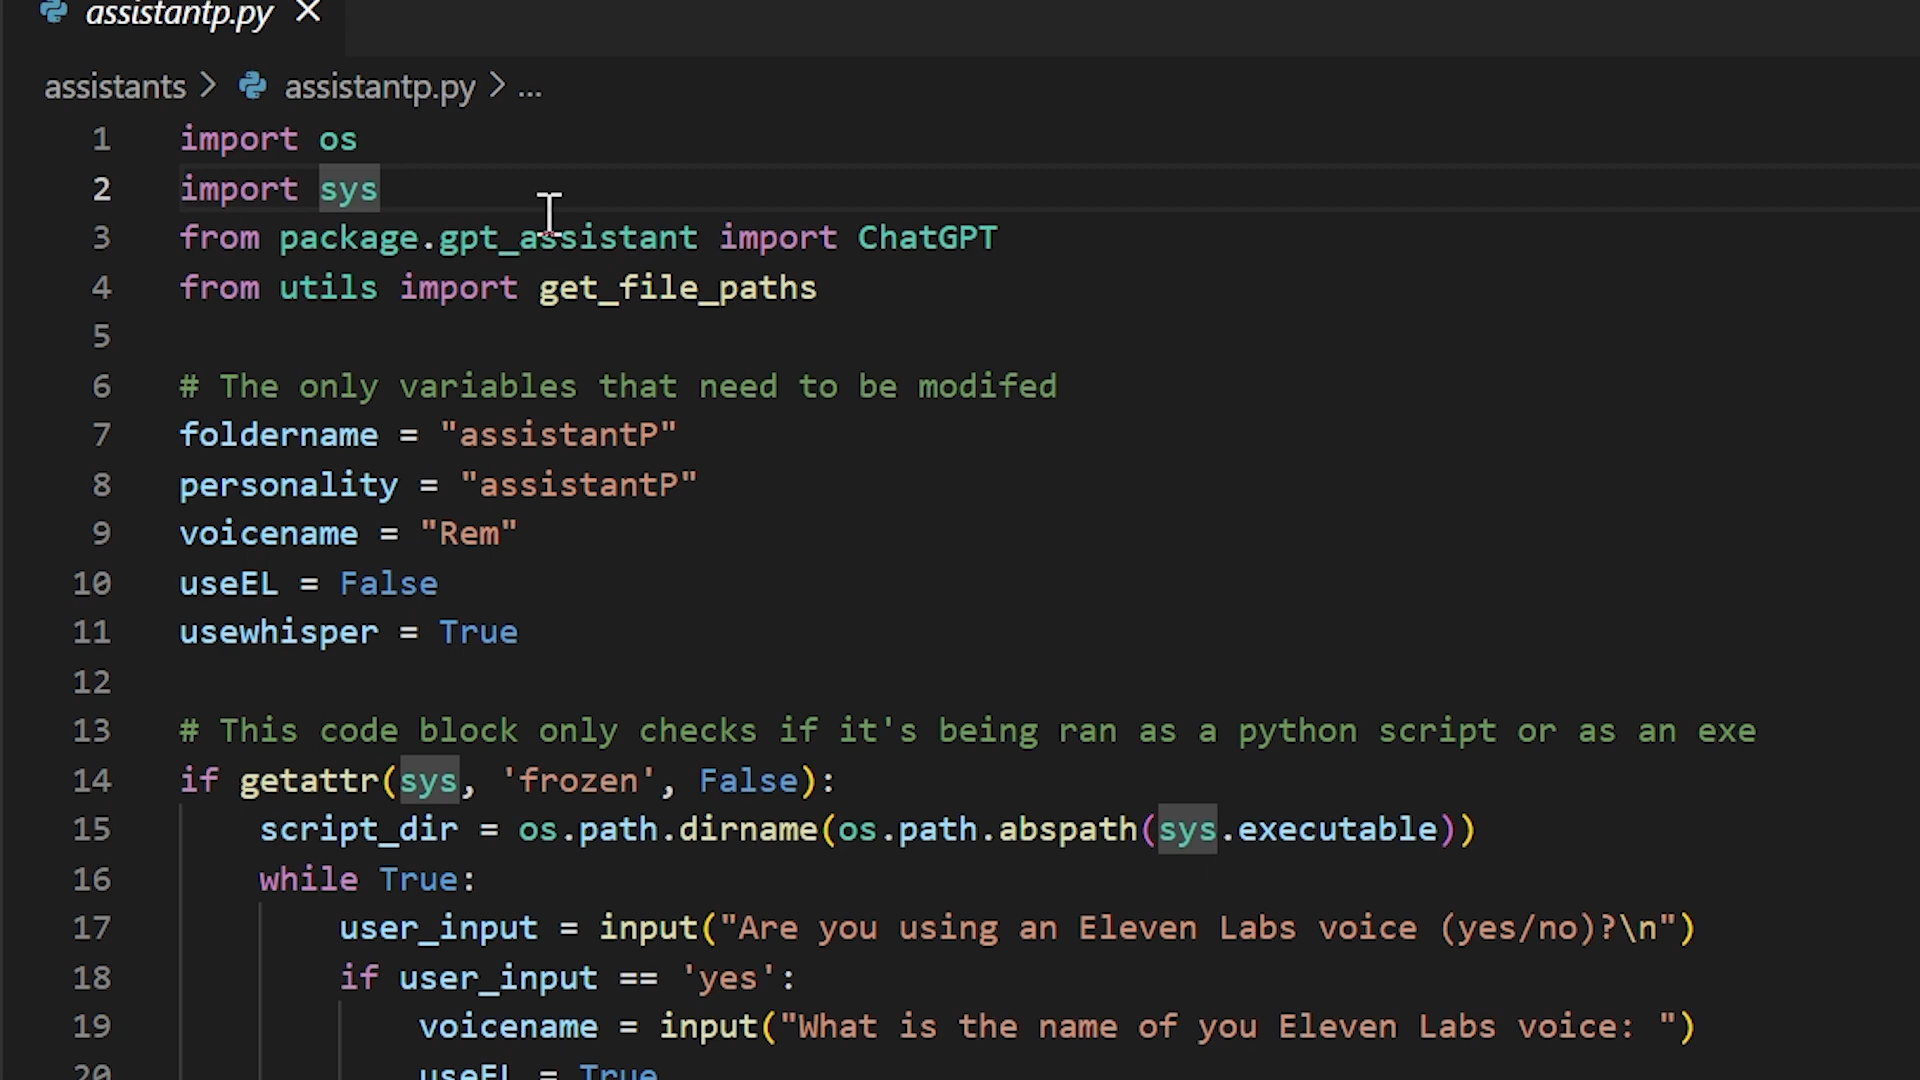 assistantp.py ×
assistants > assistantp.py > ...
1 import os
2 import sys
3 from package.gpt_assistant import ChatGPT
4 from utils import get_file_paths
5
6 # The only variables that need to be modifed
7 foldername = "assistantP"
8 personality = "assistantP"
9 voicename = "Rem"
10 useEL = False
11 usewhisper = True
12
13 # This code block only checks if it's being ran as a python script or as an exe
14 if getattr(sys, 'frozen', False):
15     script_dir = os.path.dirname(os.path.abspath(sys.executable))
16     while True:
17         user_input = input("Are you using an Eleven Labs voice (yes/no)?\n")
18         if user_input == 'yes':
19             voicename = input("What is the name of you Eleven Labs voice: ")
20             useEL = True